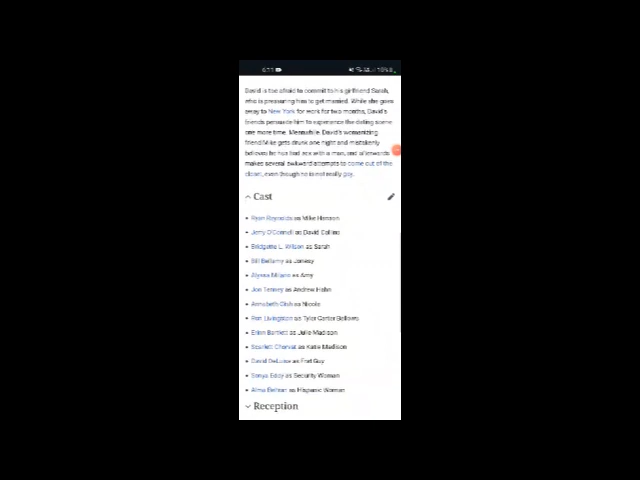 David is too afraid to commit to his girlfriend Sarah,
who is pressuring him to get married. While she goes
away to New York for work for two months, David's
friends persuade him to experience the dating scene
one more time. Meanwhile, David's womanizing
friend Mike gets drunk one night and mistakenly
believes he has had sex with a man, and afterwards
makes several awkward attempts to come out of the
closet, even though he is not really gay.
Cast
Ryan Reynolds as Mike Hanson
Jerry O'Connell as David Collins
Bridgette L. Wilson as Sarah
Bill Bellamy as Jonesy
Alyssa Milano as Amy
Jon Tenney as Andrew Hahn
Annabeth Gish as Nicole
Ron Livingston as Tyler Carter Bellows
Erinn Bartlett as Julie Madison
Scarlett Chorvat as Katie Madison
David DeLuise as Fart Guy
Sonya Eddy as Security Woman
Alma Beltran as Hispanic Woman
Reception